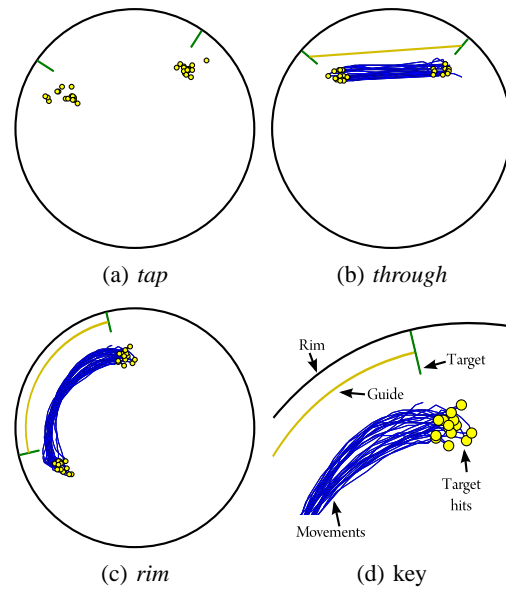 (a) tap
(b) through
Rim
Target
Guide
Target
hits
Movements
(c) rim
(d) key